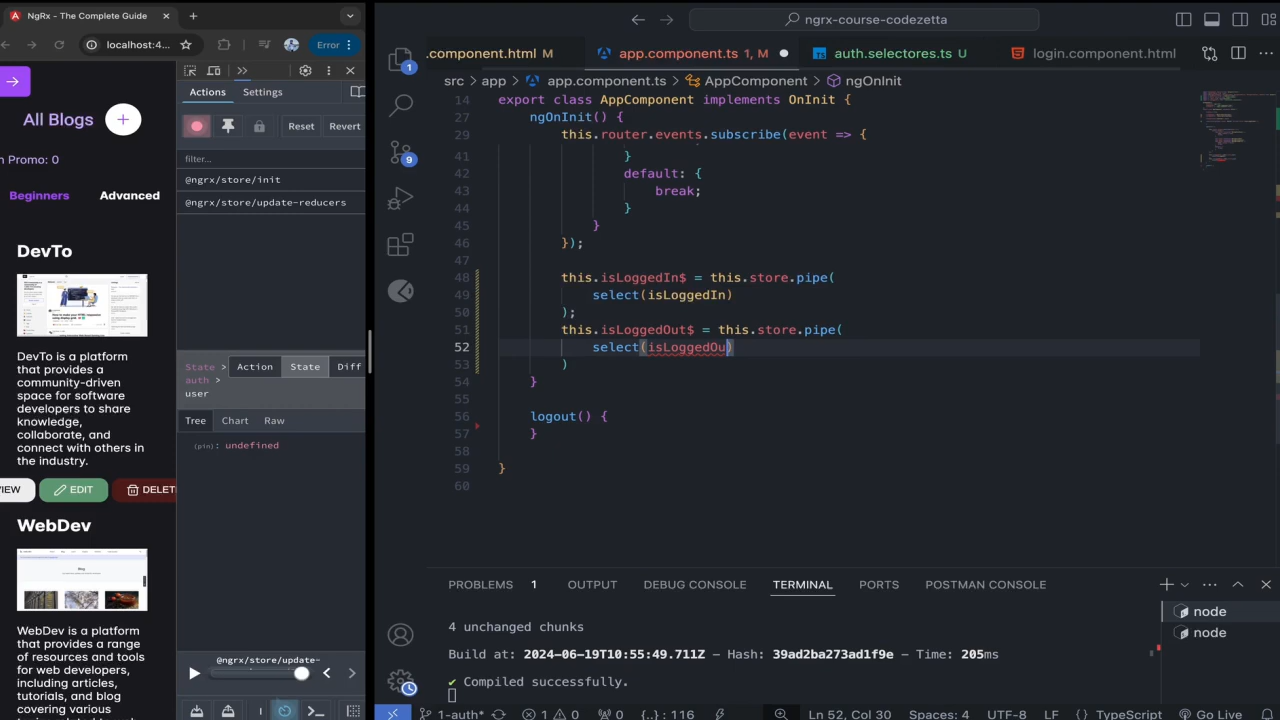 NgRx - The Complete Guide
localhost:4...
Error
All Blogs
n Promo: 0
Beginners
Advanced
DevTo
DevTo is a platform
that provides a
community-driven
space for software
developers to share
knowledge,
collaborate, and
connect with others in
the industry.
IEW
EDIT
DELET
WebDev
WebDev is a platform
that provides a range
of resources and tools
for web developers,
including articles,
tutorials, and blog
covering various
Actions
Settings
Reset
Revert
filter...
@ngrx/store/init
@ngrx/store/update-reducers
State >
auth >
user
Action
State
Diff
Tree
Chart
Raw
(pin): undefined
@ngrx/store/update-
ngrx-course-codezetta
.component.html M
app.component.ts 1, M
auth.selectores.ts U
login.component.html
src > app > app.component.ts > AppComponent > ngOnInit
14 export class AppComponent implements OnInit {
27 ngOnInit() {
29 this.router.events.subscribe(event => {
41 }
42 default: {
43 break;
44 }
45 }
46 });
47
48 this.isLoggedIn$ = this.store.pipe(
49 select(isLoggedIn)
50 );
51 this.isLoggedOut$ = this.store.pipe(
52 select(isLoggedOu)
53 )
54 }
55
56 logout() {
57 }
58
59 }
60
PROBLEMS 1
OUTPUT
DEBUG CONSOLE
TERMINAL
PORTS
POSTMAN CONSOLE
node
node
4 unchanged chunks
Build at: 2024-06-19T10:55:49.711Z – Hash: 39ad2ba273ad1f9e – Time: 205ms
✔ Compiled successfully.
1-auth* 1 0 0 {..} : 116 Ln 52, Col 30 Spaces: 4 UTF-8 LF {} TypeScript Go Live